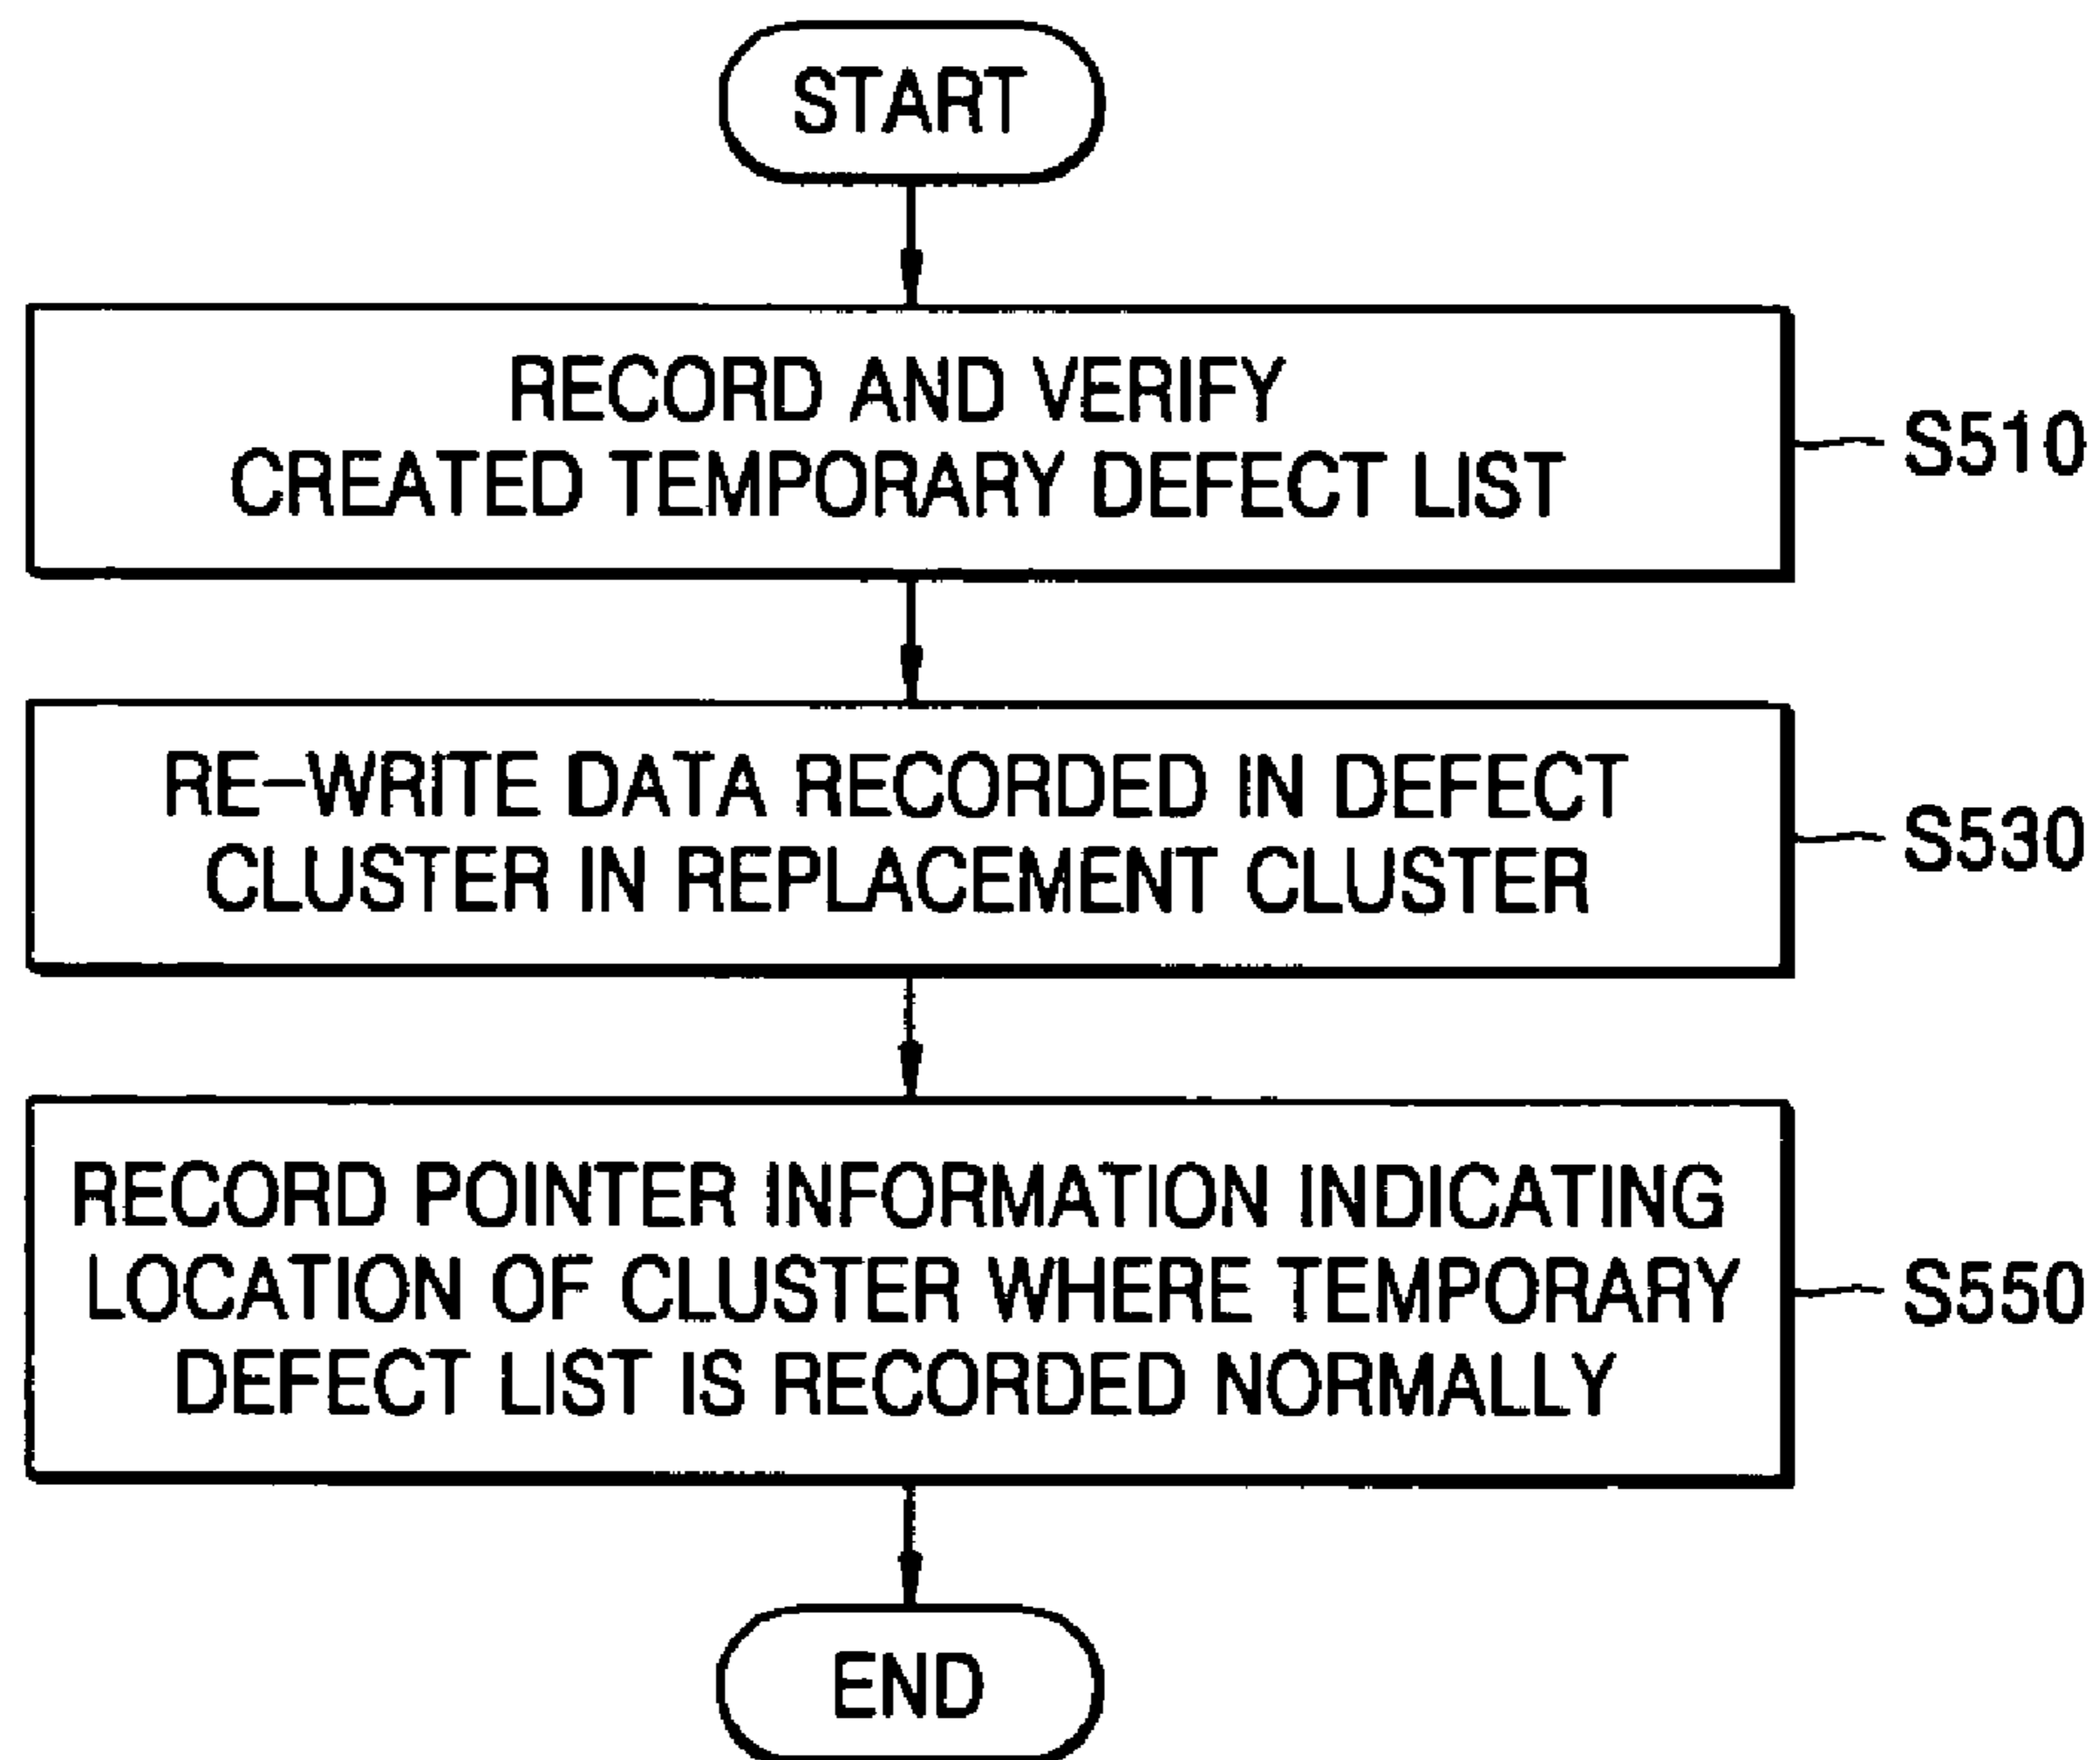 START
RECORD AND VERIFY
CREATED TEMPORARY DEFECT LIST
S510
RE-WRITE DATA RECORDED IN DEFECT
CLUSTER IN REPLACEMENT CLUSTER
S530
RECORD POINTER INFORMATION INDICATING
LOCATION OF CLUSTER WHERE TEMPORARY
DEFECT LIST IS RECORDED NORMALLY
S550
END